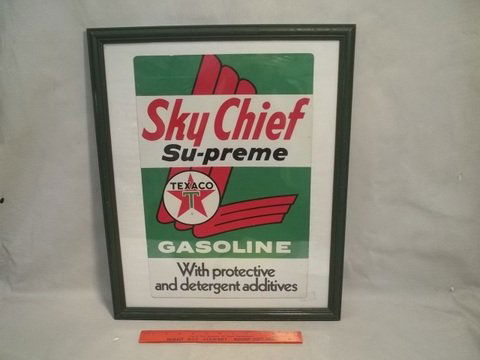 Sky Chief
Su-preme
TEXACO
T
GASOLINE
With protective
and detergent additives